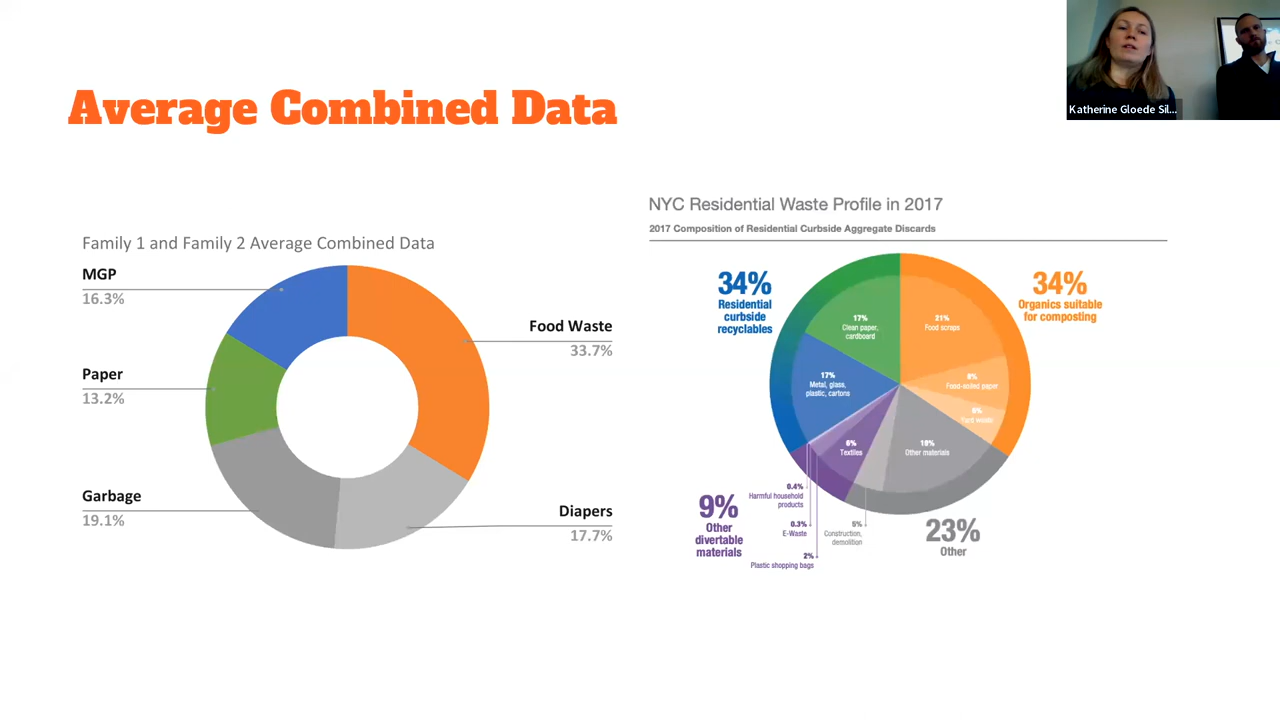 Average Combined Data
Katherine Gloede Sil...
Family 1 and Family 2 Average Combined Data
MGP
16.3%
Food Waste
33.7%
Paper
13.2%
Garbage
19.1%
Diapers
17.7%
NYC Residential Waste Profile in 2017
2017 Composition of Residential Curbside Aggregate Discards
34%
Residential
curbside
recyclables
34%
Organics suitable
for composting
17%
Clean paper,
cardboard
21%
Food scraps
17%
Metal, glass,
plastic, cartons
Food-soiled paper
Yard waste
6%
Textiles
Other materials
0.4%
Harmful household
products
0.3%
E-Waste
2%
Plastic shopping bags
5%
Construction,
demolition
9%
Other
divertable
materials
23%
Other